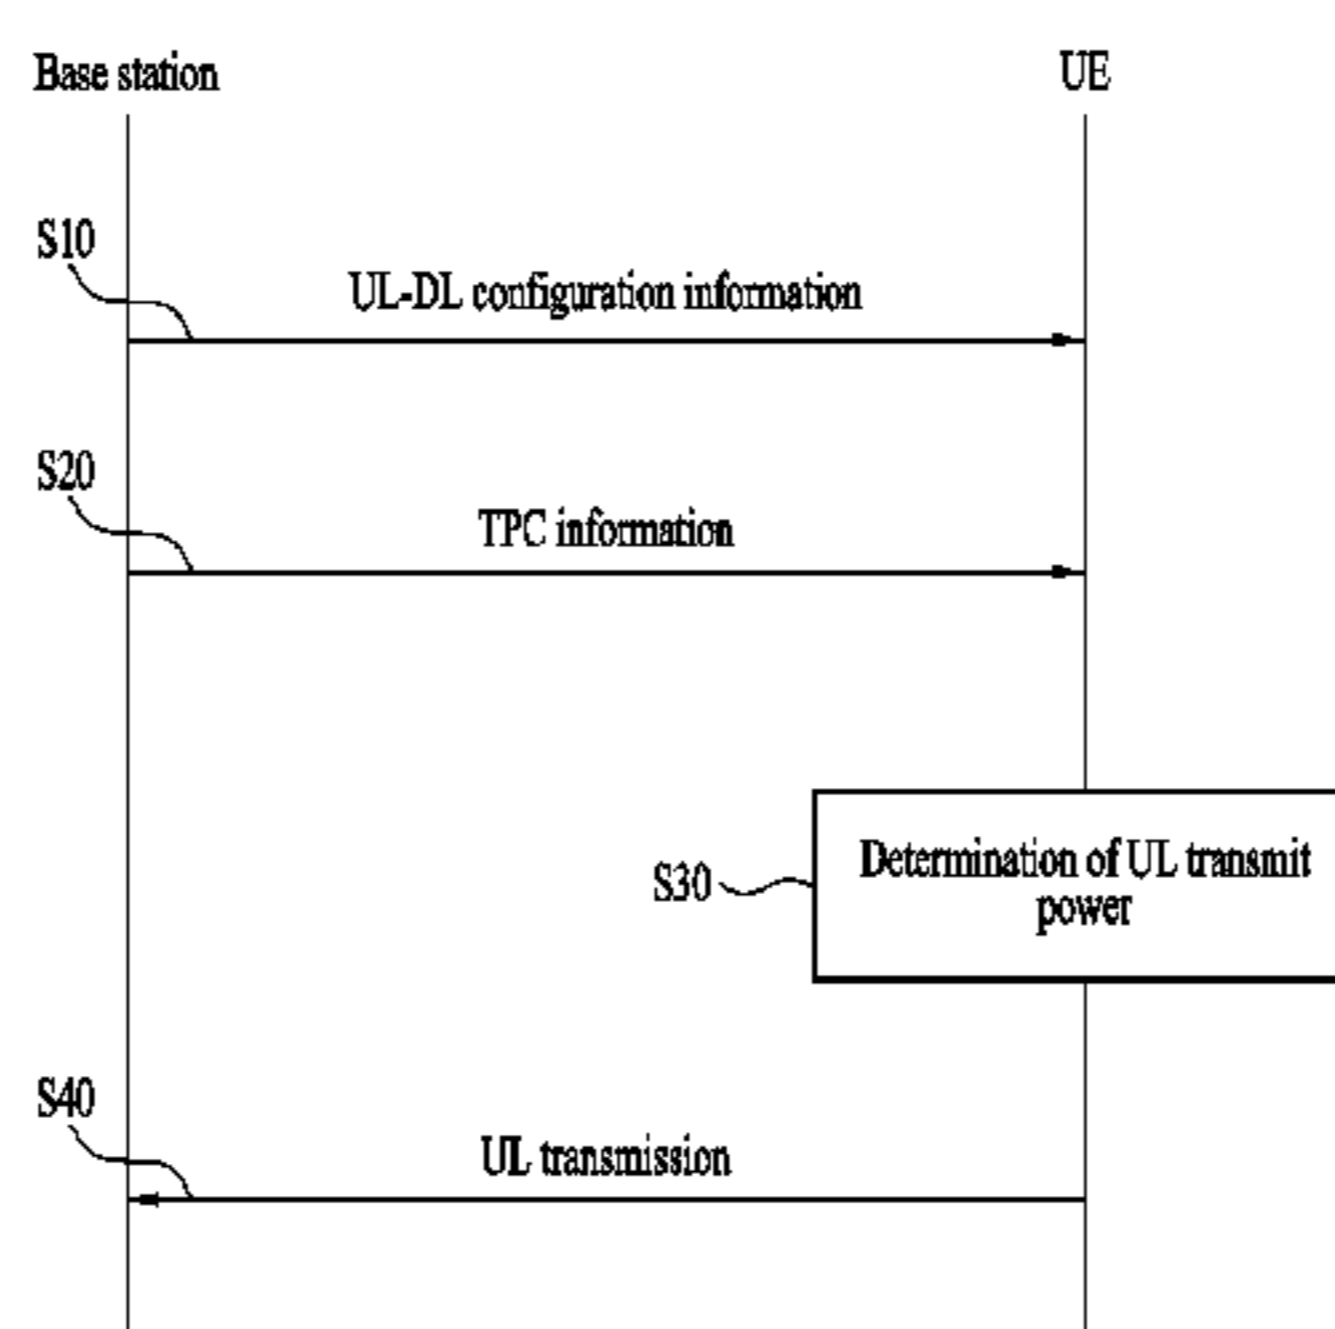 Base station
UE
S10
UL-DL configuration information
S20
TPC information
S30
Determination of UL transmit
power
S40
UL transmission